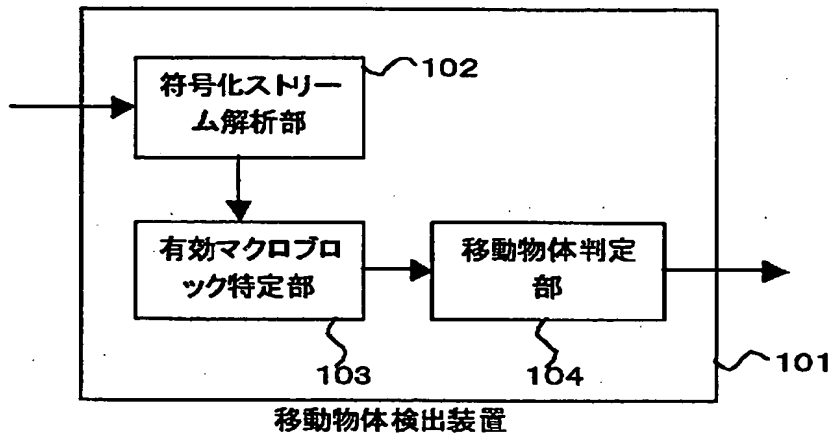 符号化ストリー
ム解析部
102
有効マクロブロ
ック特定部
移動物体判定
部
103
104
101
移動物体検出装置